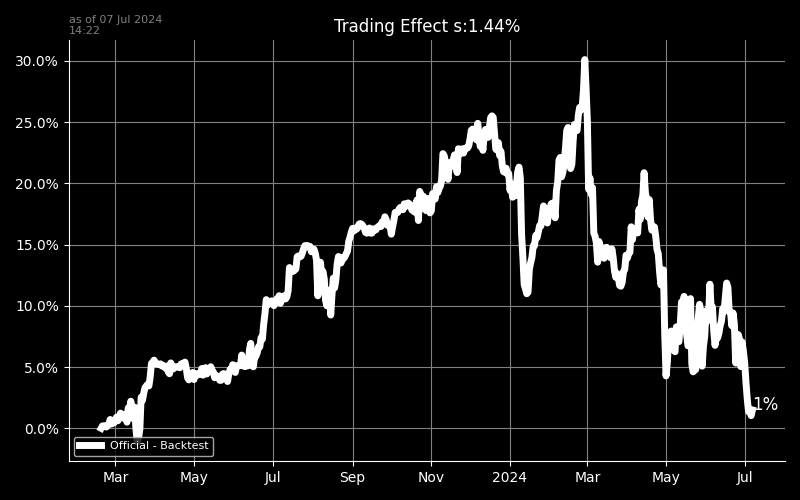 as of 07 Jul 2024
14:22
Trading Effect s:1.44%
30.0%
25.0%
20.0%
15.0%
10.0%
5.0%
0.0%
1%
Official - Backtest
Mar May Jul Sep Nov 2024 Mar May Jul